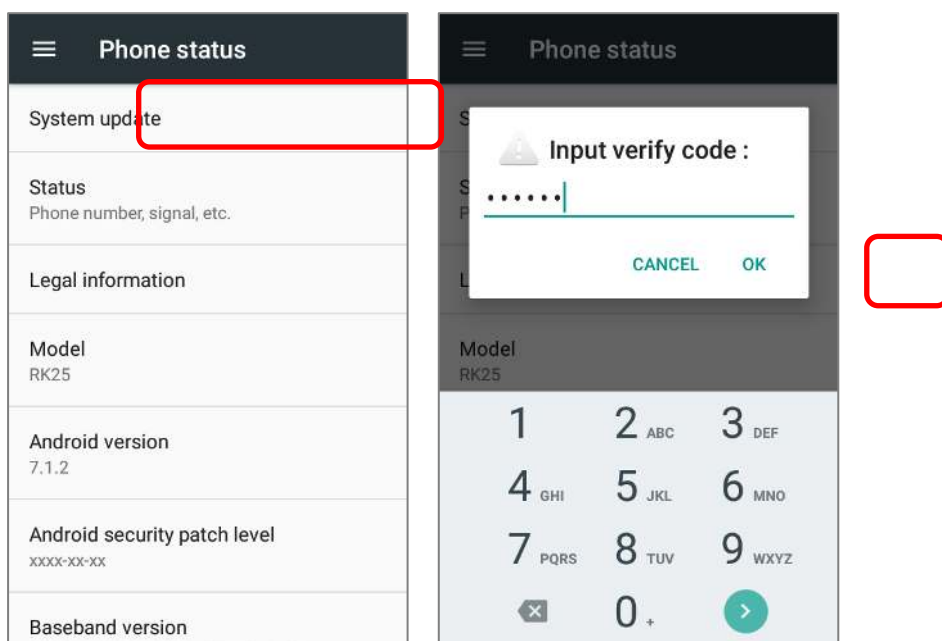 Phone status
System update
Status
Phone number, signal, etc.
Legal information
Model
RK25
Android version
7.1.2
Android security patch level
xxxx-xx-xx
Baseband version
Phone status
S
Input verify code :
••••••
S
P
CANCEL OK
L
Model
RK25
1 2 ABC 3 DEF
4 GHI 5 JKL 6 MNO
7 PQRS 8 TUV 9 WXYZ
0 +